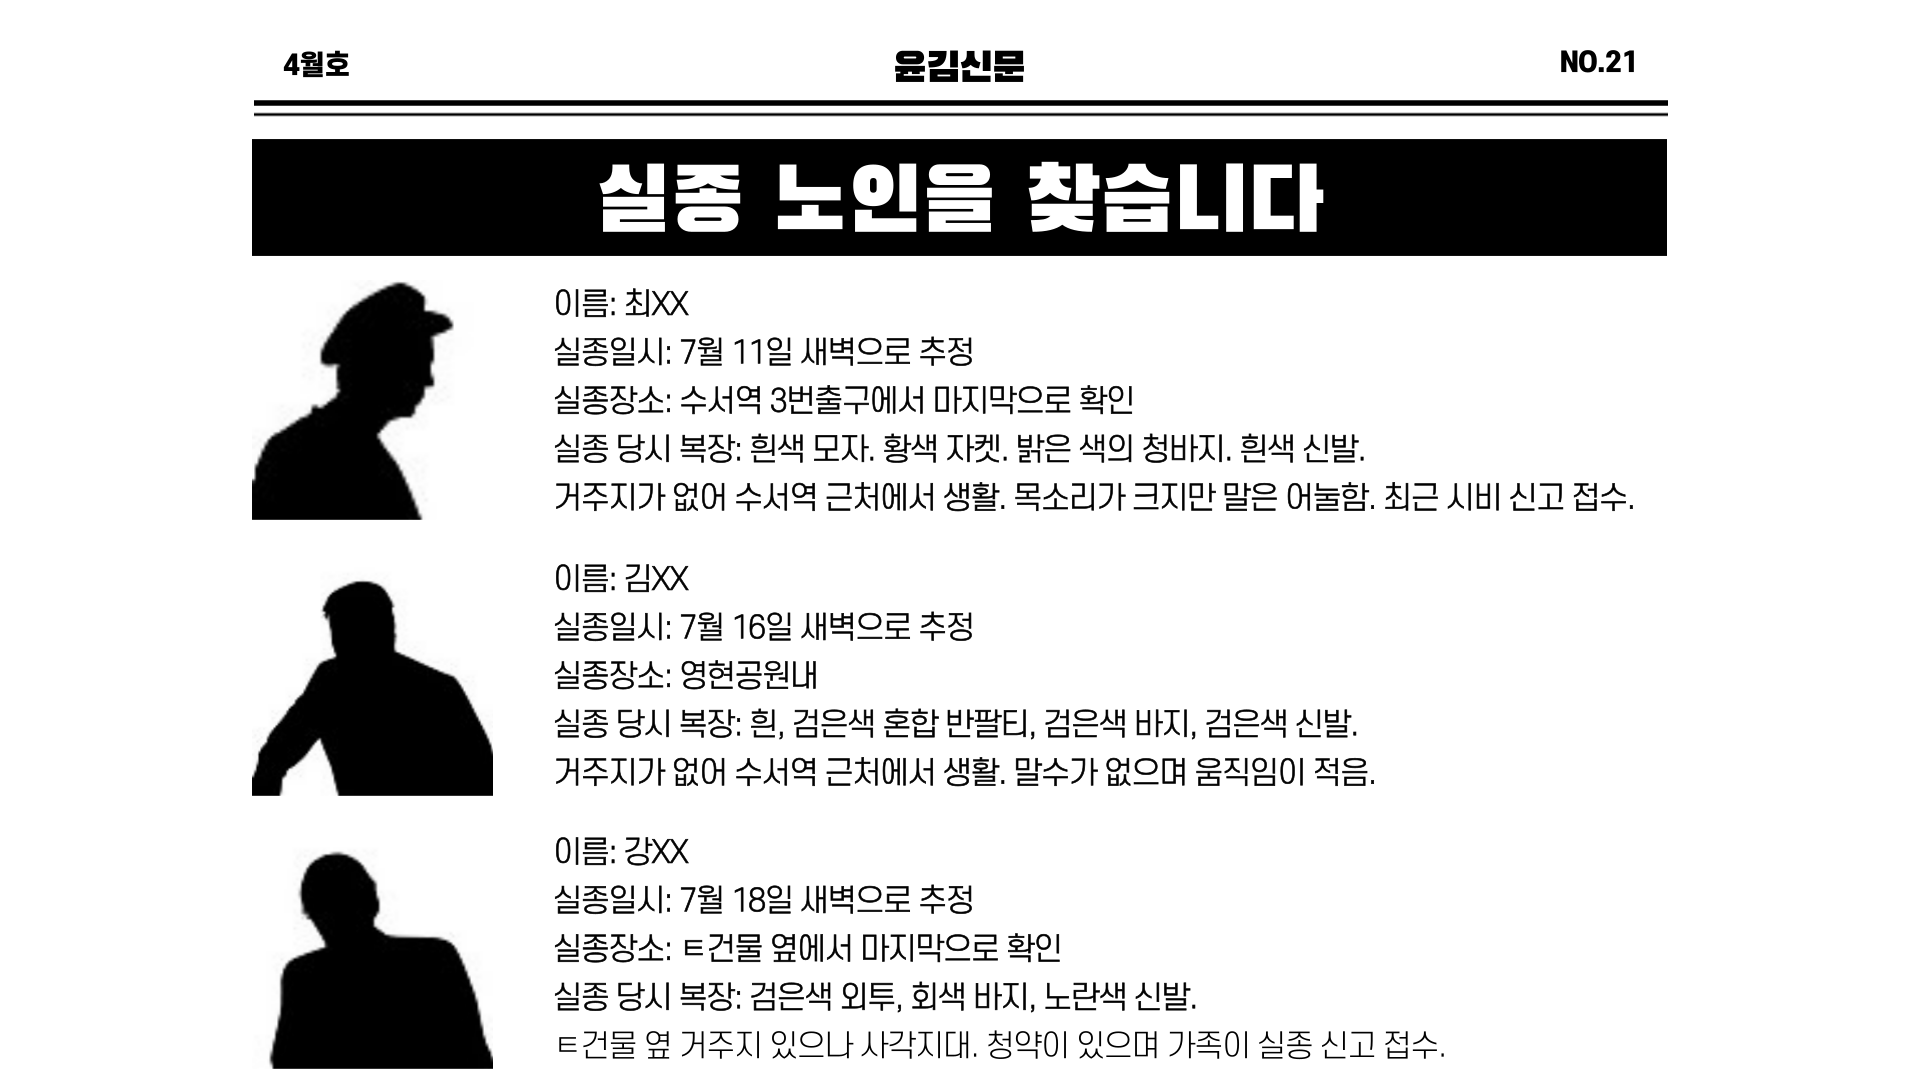 4월호
윤김신문
NO.21
실종 노인을 찾습니다
이름: 최XX
실종일시: 7월 11일 새벽으로 추정
실종장소: 수서역 3번출구에서 마지막으로 확인
실종 당시 복장: 흰색 모자. 황색 자켓. 밝은 색의 청바지. 흰색 신발.
거주지가 없어 수서역 근처에서 생활. 목소리가 크지만 말은 어눌함. 최근 시비 신고 접수.
이름: 김XX
실종일시: 7월 16일 새벽으로 추정
실종장소: 영현공원내
실종 당시 복장: 흰, 검은색 혼합 반팔티, 검은색 바지, 검은색 신발.
거주지가 없어 수서역 근처에서 생활. 말수가 없으며 움직임이 적음.
이름: 강XX
실종일시: 7월 18일 새벽으로 추정
실종장소: ㅌ건물 옆에서 마지막으로 확인
실종 당시 복장: 검은색 외투, 회색 바지, 노란색 신발.
ㅌ건물 옆 거주지 있으나 사각지대. 청약이 있으며 가족이 실종 신고 접수.